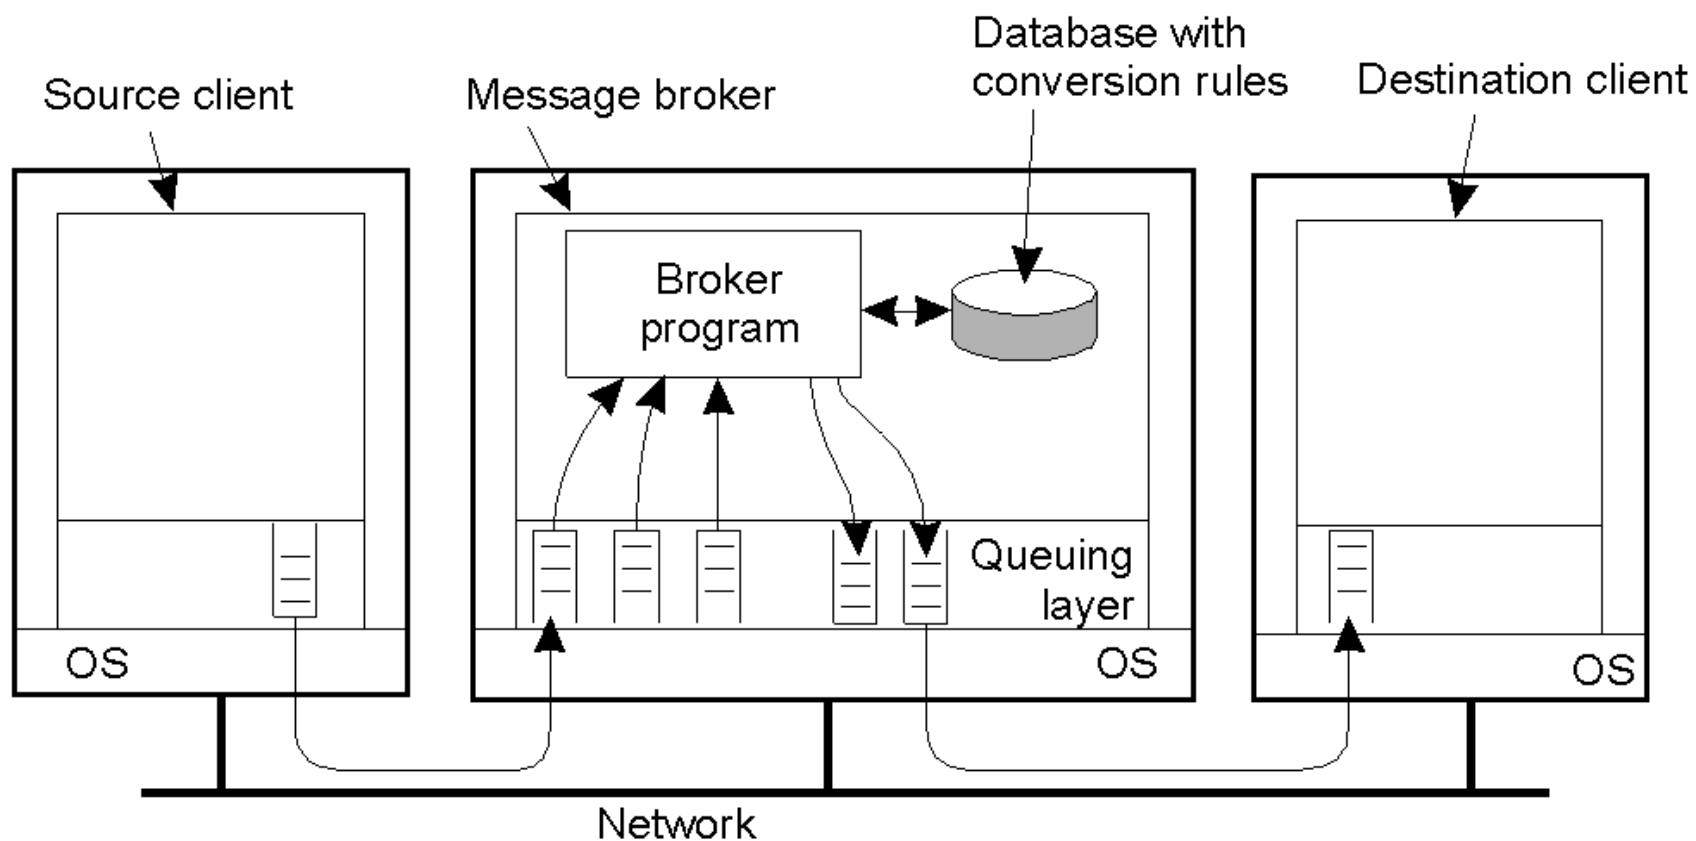 Source client
Message broker
Database with
conversion rules
Destination client
Broker
program
Queuing
layer
OS
OS
OS
Network